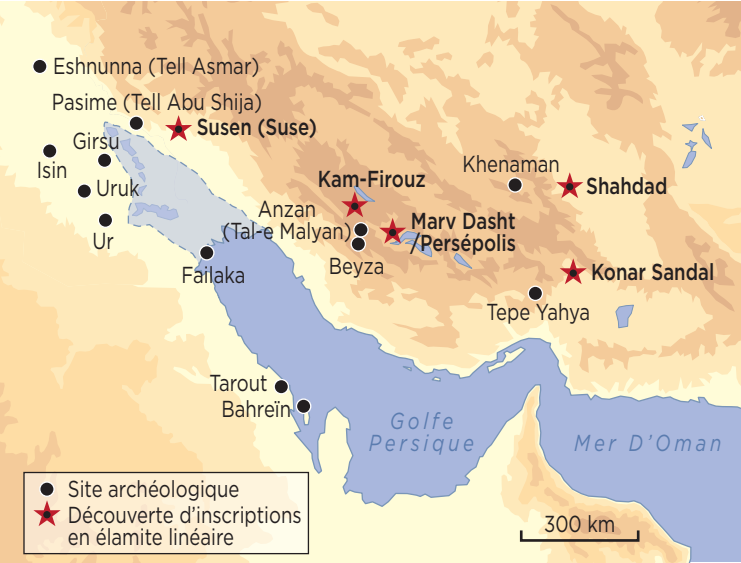 Eshnunna (Tell Asmar)
Pasime (Tell Abu Shija)
Susen (Suse)
Girsu
Isin
Uruk
Ur
Failaka
Khenaman
Shahdad
Kam-Firouz
Anzan
(Tal-e Malyan)
Marv Dasht
/Persépolis
Beyza
Konar Sandal
Tepe Yahya
Tarout
Bahreïn
Golfe
Persique
Mer D'Oman
Site archéologique
Découverte d'inscriptions
en élamite linéaire
300 km